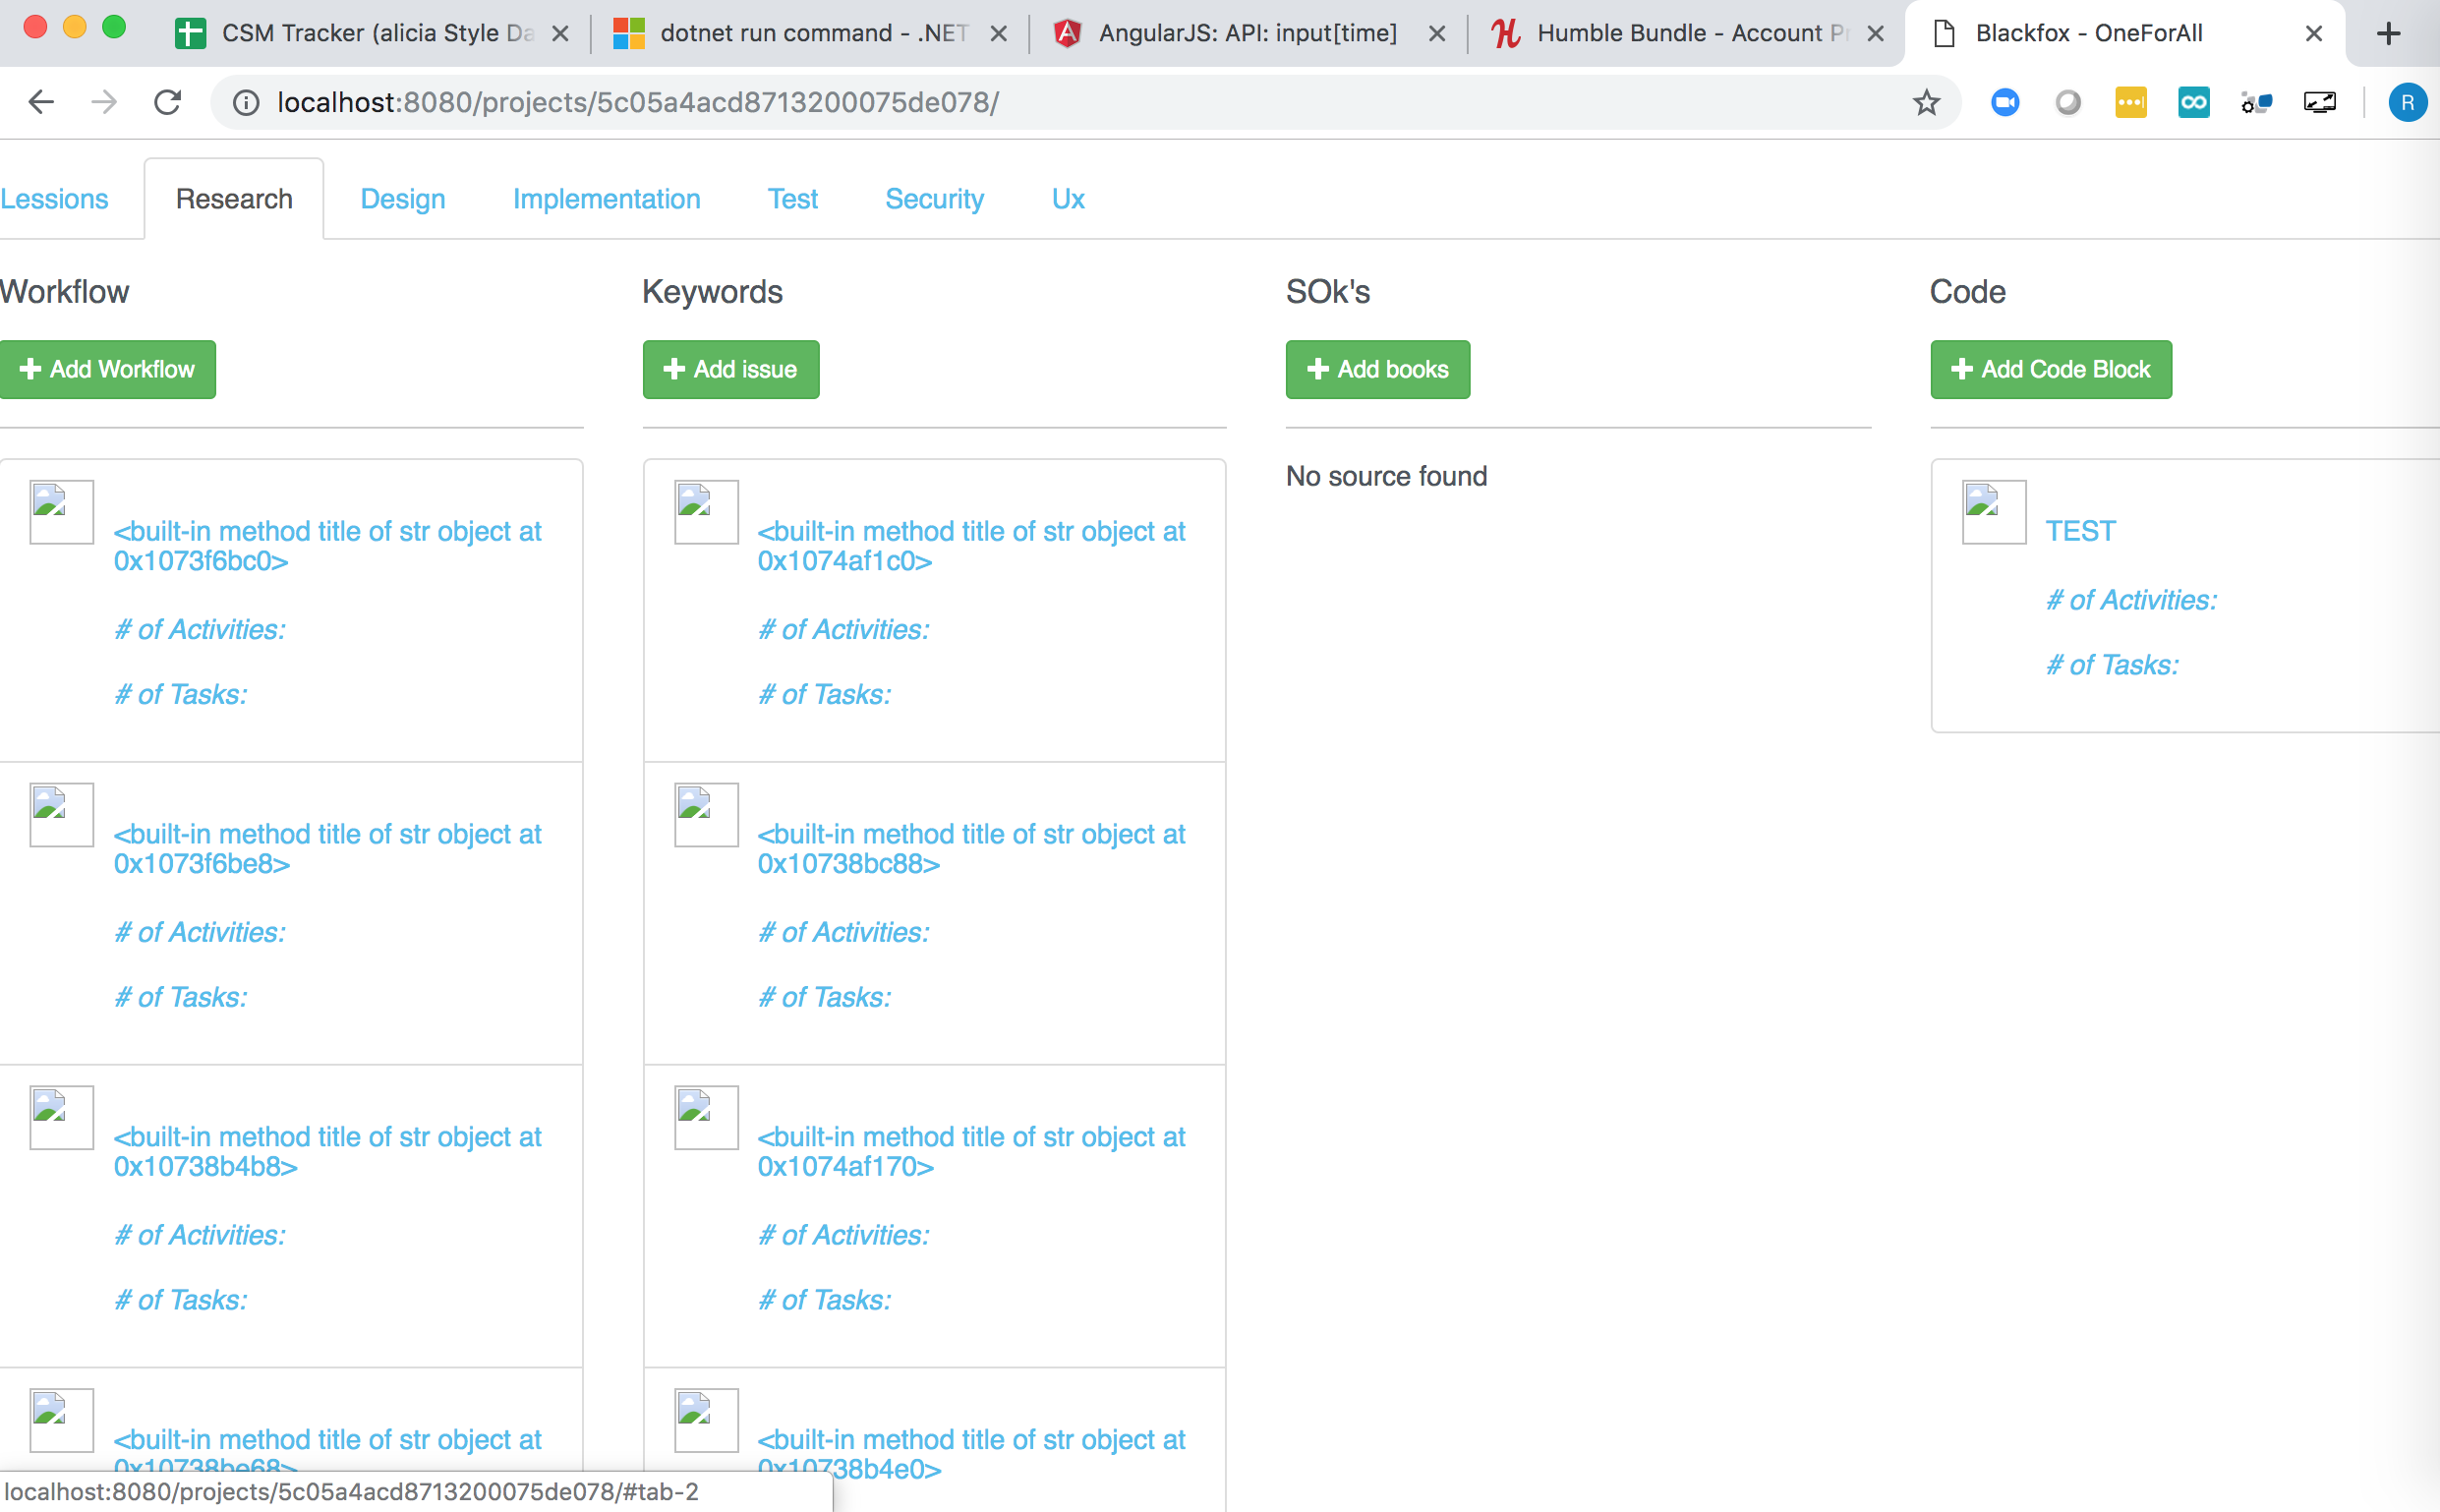 CSM Tracker (alicia Style Da
dotnet run command - .NET
AngularJS: API: input[time]
Humble Bundle - Account Pr
Blackfox - OneForAll
localhost:8080/projects/5c05a4acd8713200075de078/
R
Lessions
Research
Design
Implementation
Test
Security
Ux
Workflow
Add Workflow
<built-in method title of str object at
0x1073f6bc0>
# of Activities:
# of Tasks:
<built-in method title of str object at
0x1073f6be8>
# of Activities:
# of Tasks:
<built-in method title of str object at
0x10738b4b8>
# of Activities:
# of Tasks:
<built-in method title of str object at
0x10738be68>
Keywords
Add issue
<built-in method title of str object at
0x1074af1c0>
# of Activities:
# of Tasks:
<built-in method title of str object at
0x10738bc88>
# of Activities:
# of Tasks:
<built-in method title of str object at
0x1074af170>
# of Activities:
# of Tasks:
<built-in method title of str object at
0x10738b4e0>
SOk's
Add books
No source found
Code
Add Code Block
TEST
# of Activities:
# of Tasks:
localhost:8080/projects/5c05a4acd8713200075de078/#tab-2